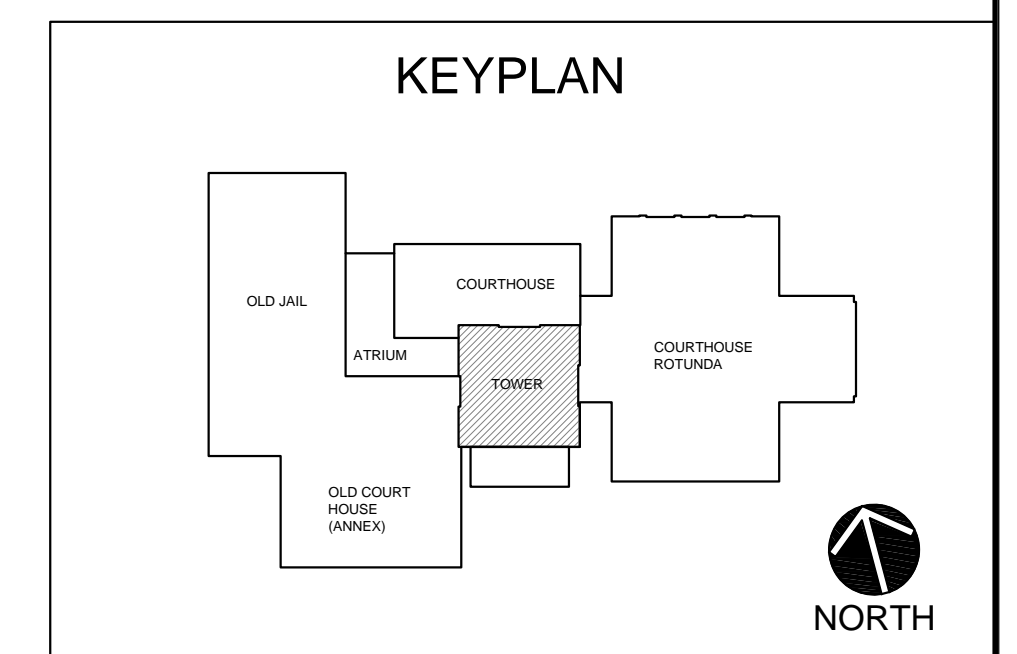 KEYPLAN
COURTHOUSE
OLD JAIL
ATRIUM
COURTHOUSE
ROTUNDA
TOWER
OLD COURT
HOUSE
(ANNEX)
NORTH